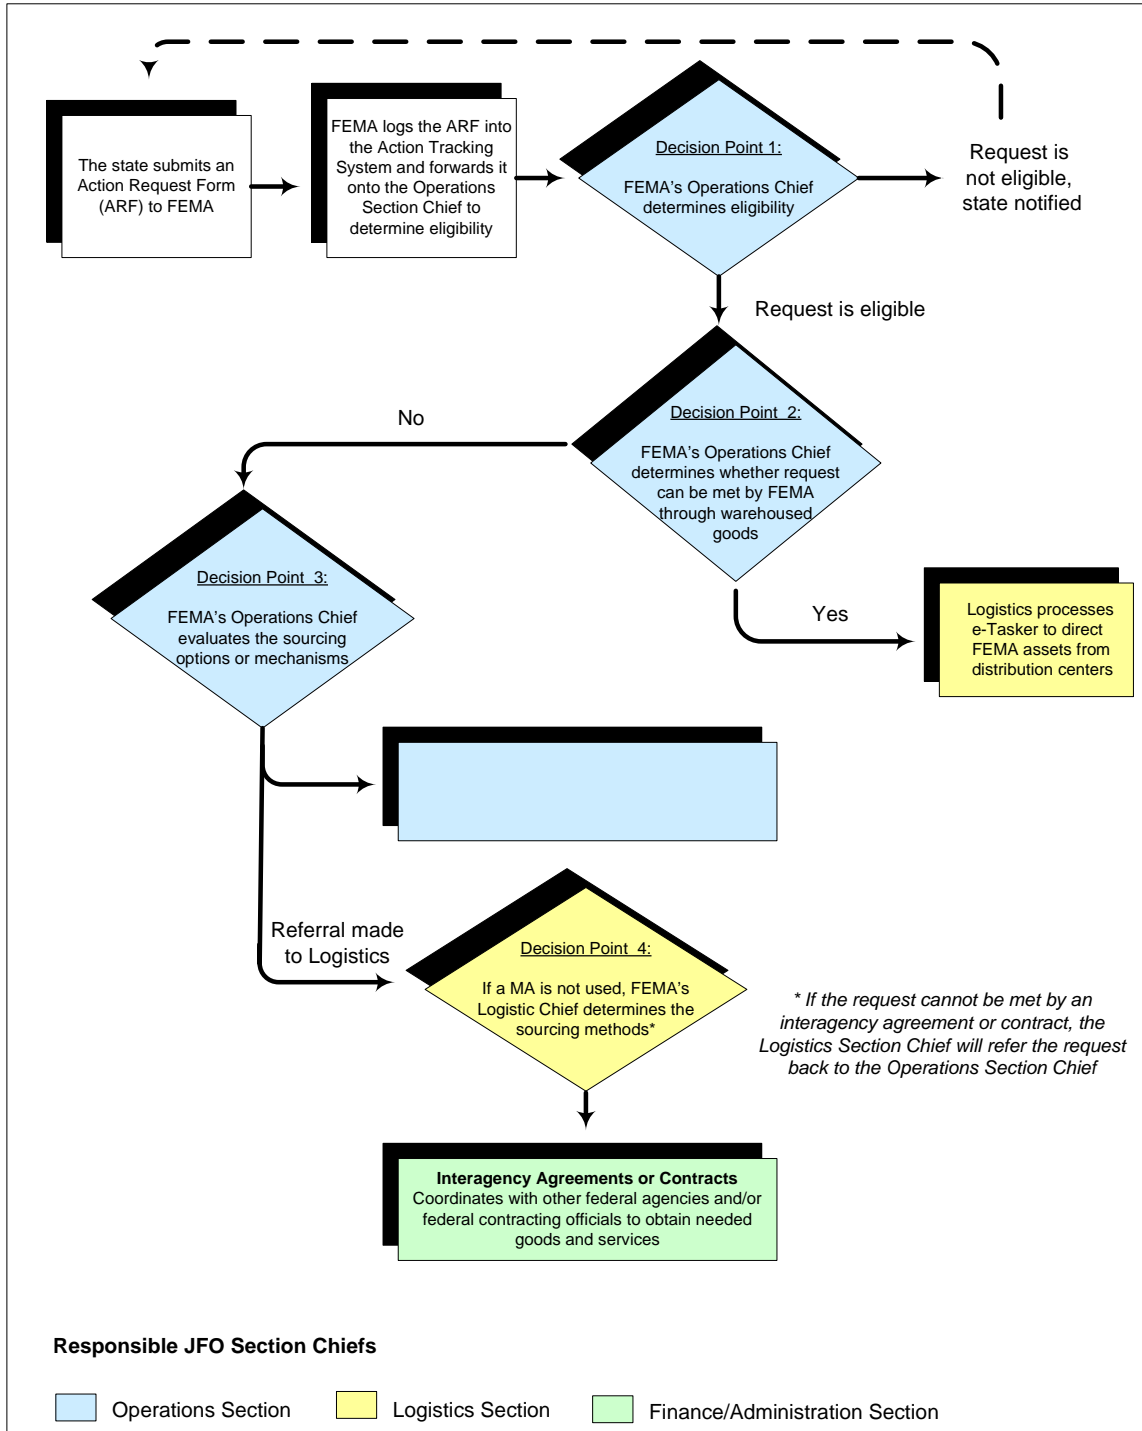 The state submits an
Action Request Form
(ARF) to FEMA
FEMA logs the ARF into
the Action Tracking
System and forwards it
onto the Operations
Section Chief to
determine eligibility
Decision Point 1:
FEMA's Operations Chief
determines eligibility
Request is
not eligible,
state notified
Request is eligible
Decision Point  2:
FEMA's Operations Chief
determines whether request
can be met by FEMA
through warehoused
goods
No
Yes
Decision Point  3:
FEMA's Operations Chief
evaluates the sourcing
options or mechanisms
Logistics processes
e-Tasker to direct
FEMA assets from
distribution centers
Referral made
to Logistics
Decision Point  4:
If a MA is not used, FEMA's
Logistic Chief determines the
sourcing methods*
* If the request cannot be met by an
interagency agreement or contract, the
Logistics Section Chief will refer the request
back to the Operations Section Chief
Interagency Agreements or Contracts
Coordinates with other federal agencies and/or
federal contracting officials to obtain needed
goods and services
Responsible JFO Section Chiefs
Operations Section
Logistics Section
Finance/Administration Section